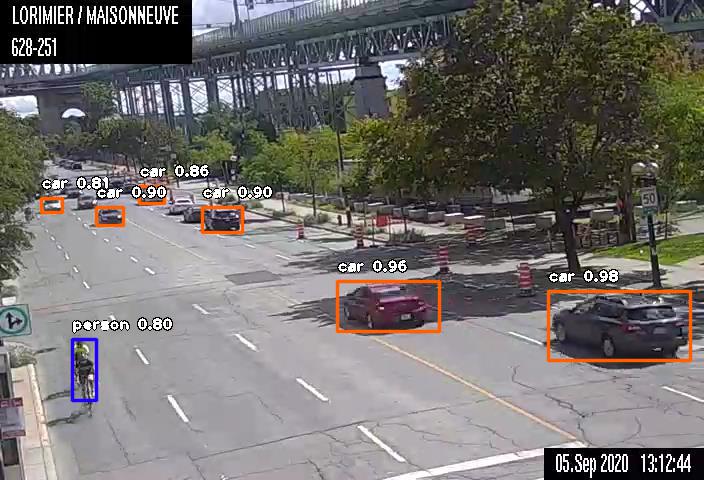 LORIMIER / MAISONNEUVE
628-251
car 0.86
car 0.81
car 0.90
car 0.90
car 0.96
car 0.98
person 0.80
50
05.Sep 2020 13:12:44